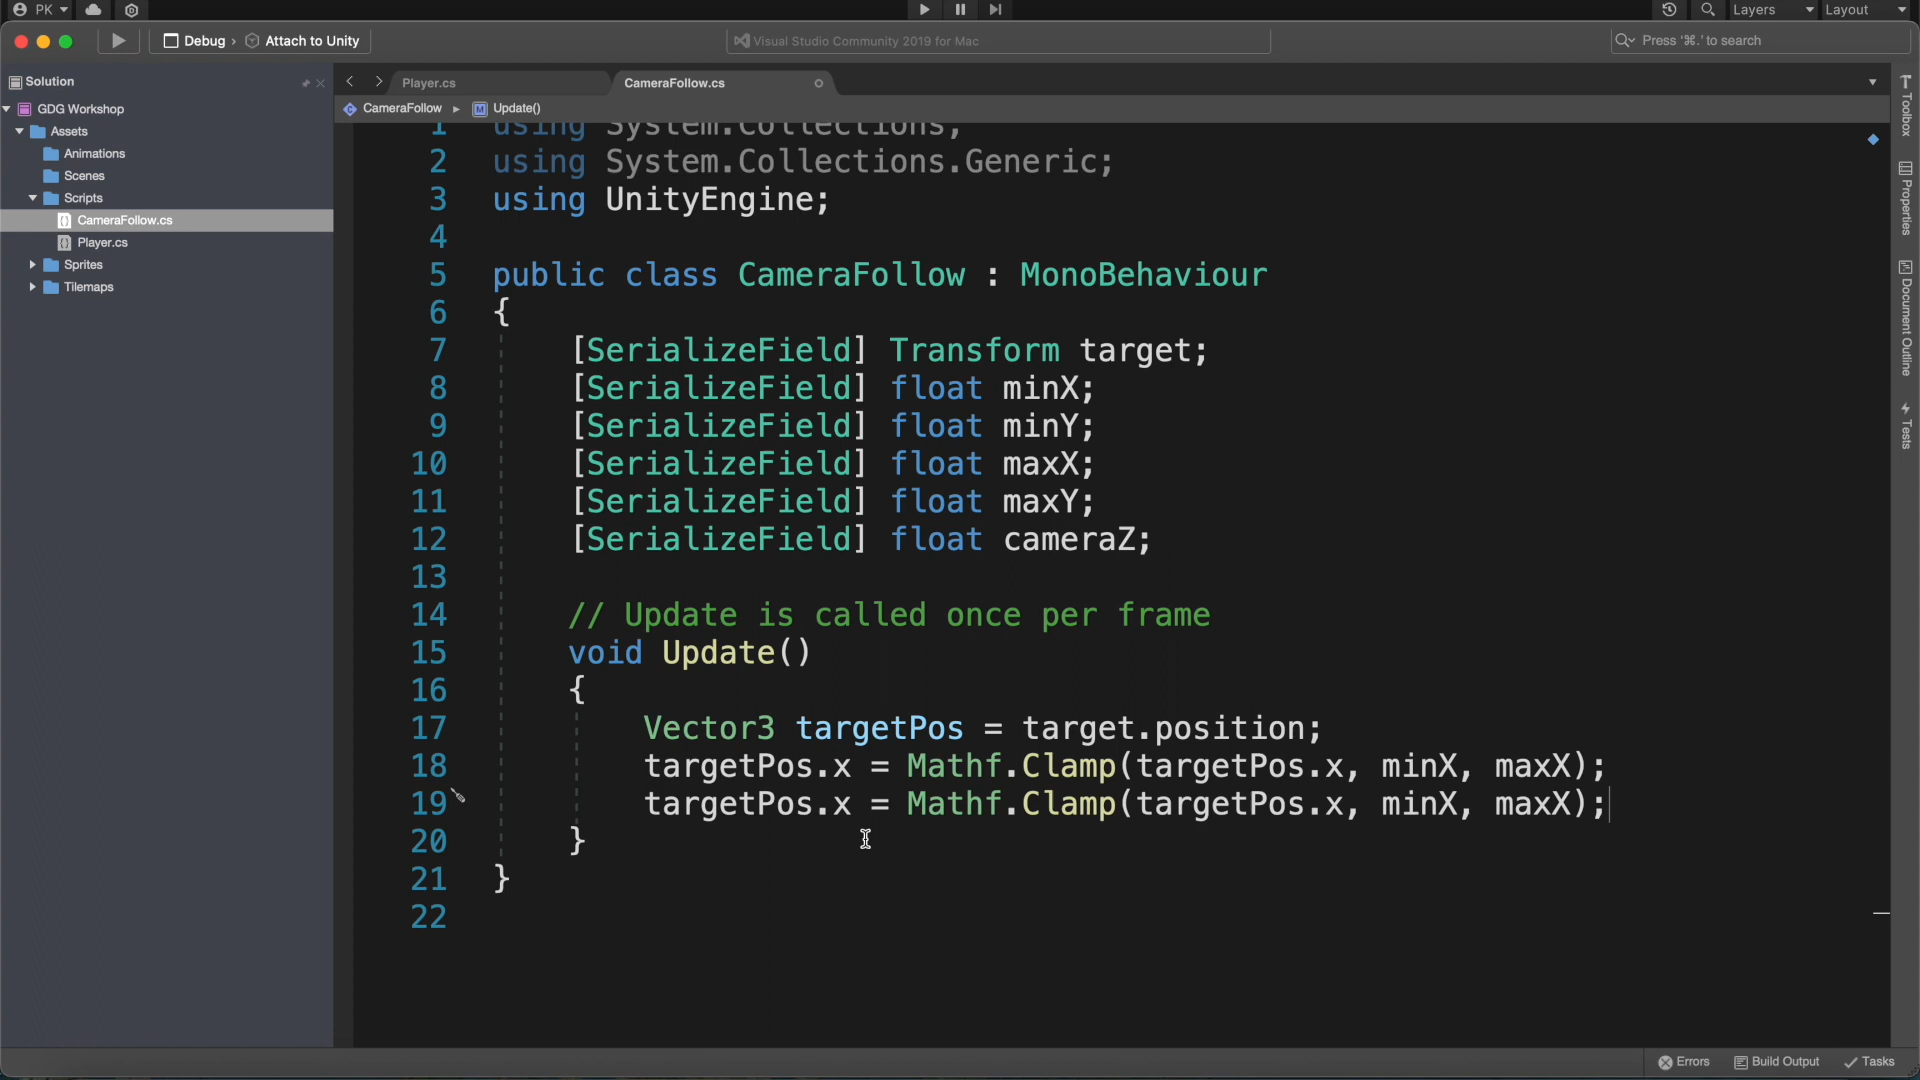 PK
Layers
Layout
Debug › Attach to Unity
Visual Studio Community 2019 for Mac
Press '⌘.' to search
Solution
GDG Workshop
Assets
Animations
Scenes
Scripts
CameraFollow.cs
Player.cs
Sprites
Tilemaps
Player.cs
CameraFollow.cs
CameraFollow
M Update()
1 using System.Collections;
2 using System.Collections.Generic;
3 using UnityEngine;
4
5 public class CameraFollow : MonoBehaviour
6 {
7 [SerializeField] Transform target;
8 [SerializeField] float minX;
9 [SerializeField] float minY;
10 [SerializeField] float maxX;
11 [SerializeField] float maxY;
12 [SerializeField] float cameraZ;
13
14 // Update is called once per frame
15 void Update()
16 {
17 Vector3 targetPos = target.position;
18 targetPos.x = Mathf.Clamp(targetPos.x, minX, maxX);
19 targetPos.x = Mathf.Clamp(targetPos.x, minX, maxX);
20 }
21 }
22
Toolbox
Properties
Document Outline
Tests
Errors
Build Output
Tasks